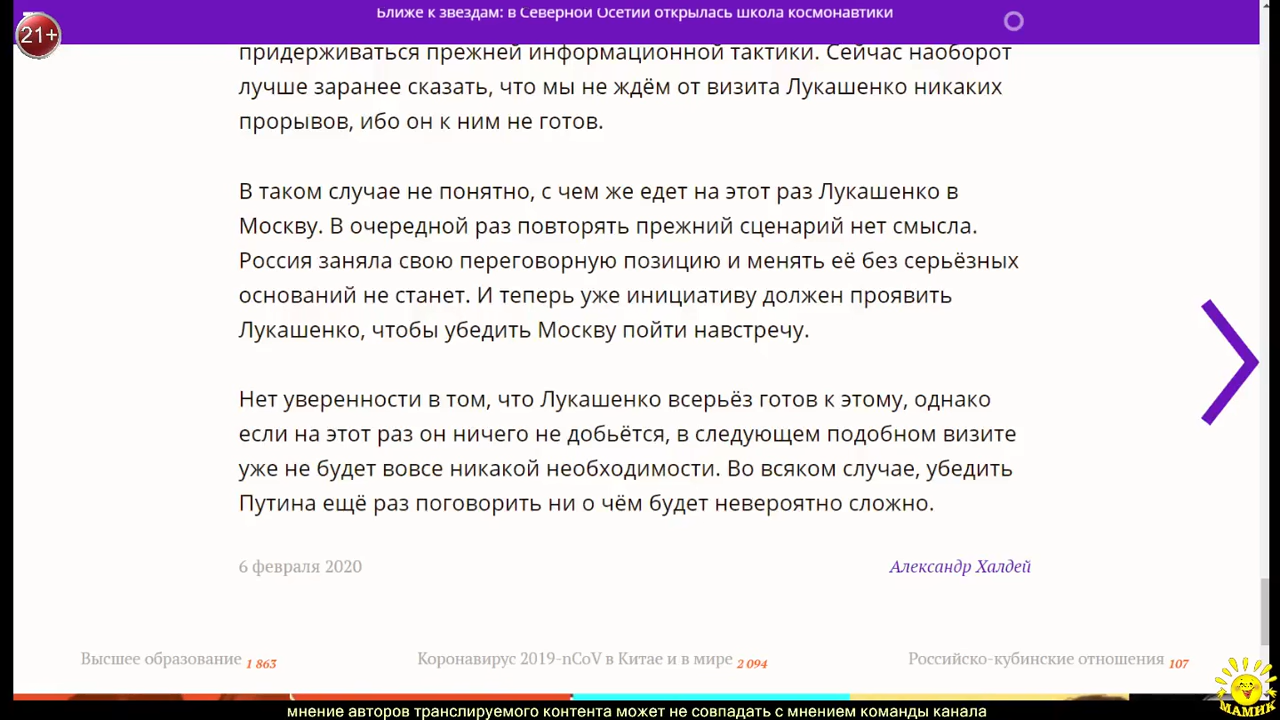 Ближе к звездам: в Северной Осетии открылась школа космонавтики
21+
придерживаться прежней информационной тактики. Сейчас наоборот
лучше заранее сказать, что мы не ждём от визита Лукашенко никаких
прорывов, ибо он к ним не готов.
В таком случае не понятно, с чем же едет на этот раз Лукашенко в
Москву. В очередной раз повторять прежний сценарий нет смысла.
Россия заняла свою переговорную позицию и менять её без серьёзных
оснований не станет. И теперь уже инициативу должен проявить
Лукашенко, чтобы убедить Москву пойти навстречу.
Нет уверенности в том, что Лукашенко всерьёз готов к этому, однако
если на этот раз он ничего не добьётся, в следующем подобном визите
уже не будет вовсе никакой необходимости. Во всяком случае, убедить
Путина ещё раз поговорить ни о чём будет невероятно сложно.
6 февраля 2020 Александр Халдей
Высшее образование 1 863 Коронавирус 2019-nCoV в Китае и в мире 2 094 Российско-кубинские отношения 107
МАМИК
мнение авторов транслируемого контента может не совпадать с мнением команды канала